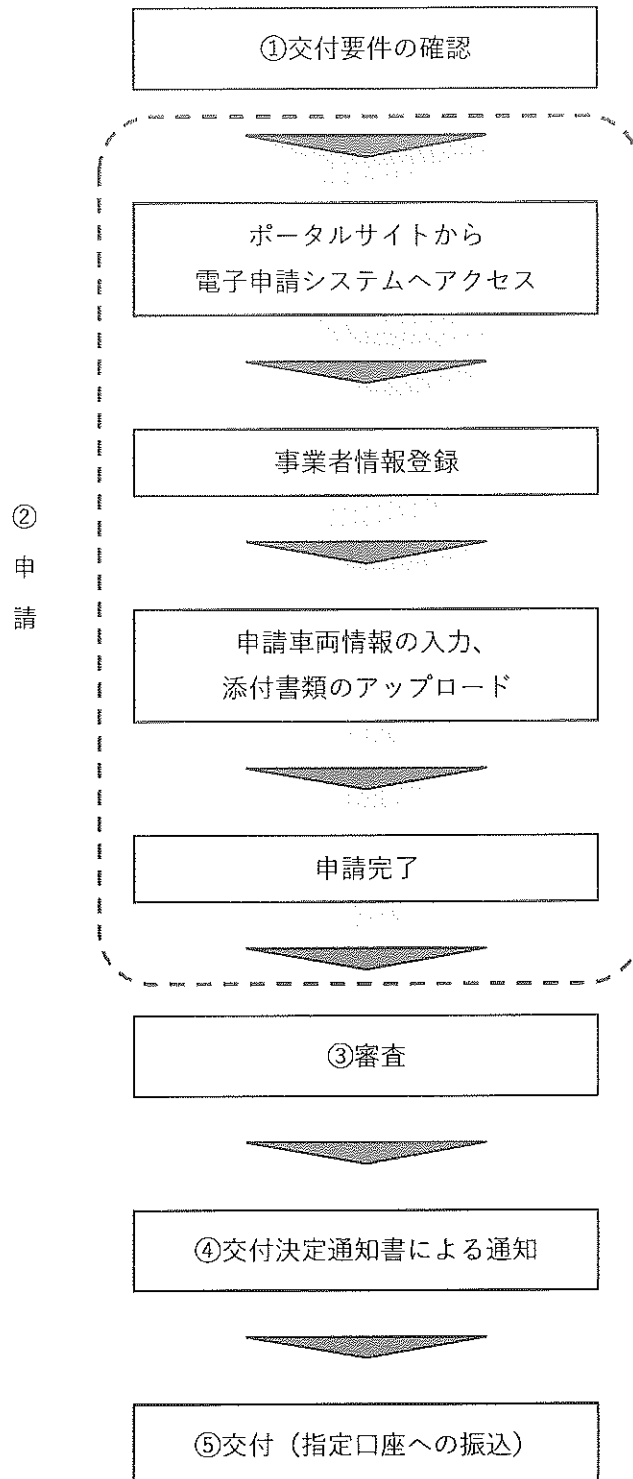 ①交付要件の確認
ポータルサイトから
電子申請システムへアクセス
事業者情報登録
②
申
請
申請車両情報の入力、
添付書類のアップロード
申請完了
③審査
④交付決定通知書による通知
⑤交付（指定口座への振込）